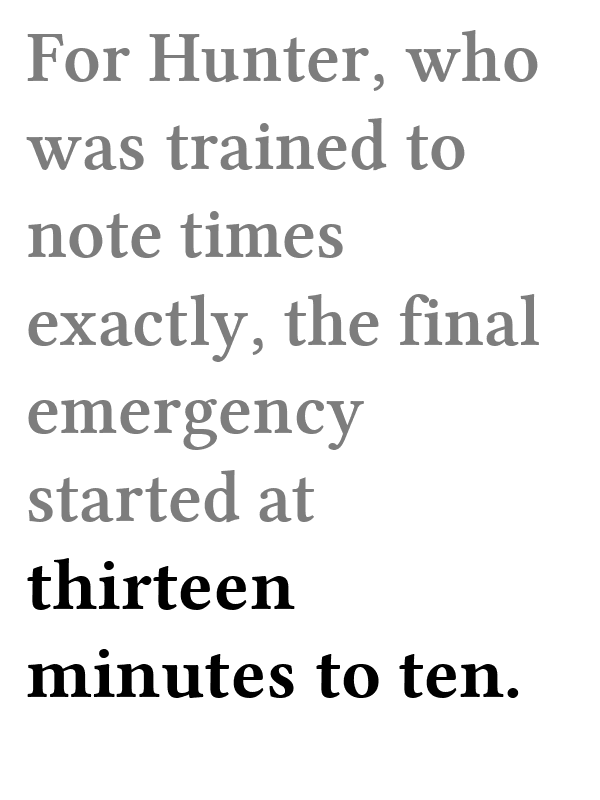 For Hunter, who
was trained to
note times
exactly, the final
emergency
started at
thirteen
minutes to ten.